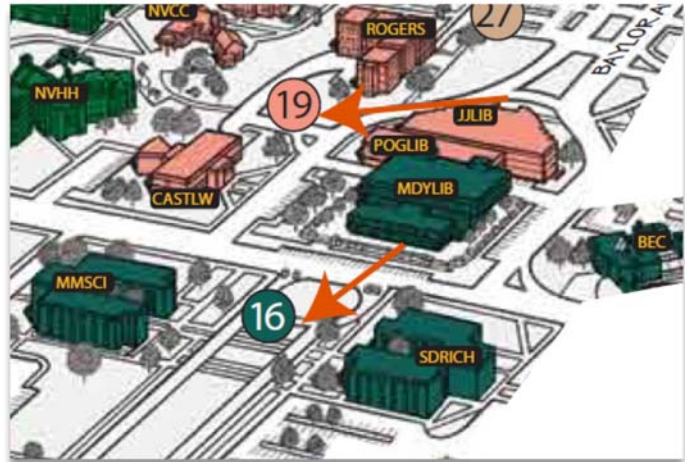 NVCC
ROGERS
27
BAYLOR A
NVHH
19
JJLIB
POGLIB
MDYLIB
CASTLW
BEC
MMSCI
16
SDRICH